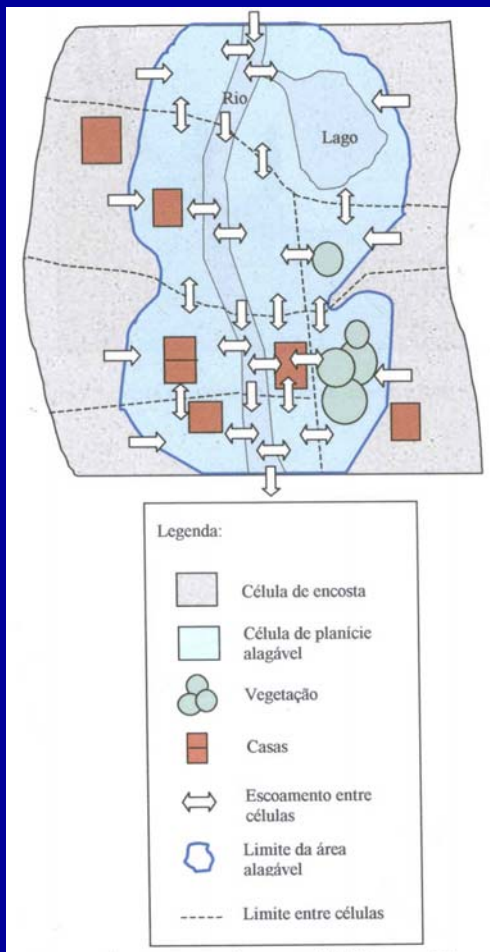 Rio
Lago
Legenda:
Célula de encosta
Célula de planície
alagável
Vegetação
Casas
Escoamento entre
células
Limite da área
alagável
Limite entre células